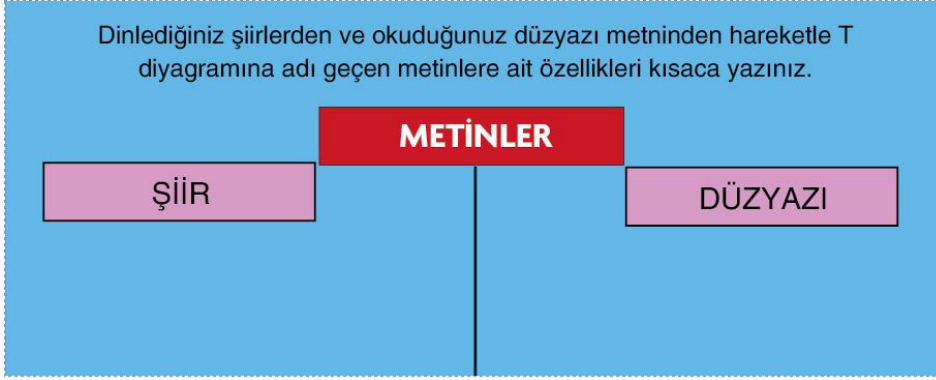 Dinlediğiniz şiirlerden ve okuduğunuz düzyazı metninden hareketle T
diyagramına adı geçen metinlere ait özellikleri kısaca yazınız.
METİNLER
ŞİİR
DÜZYAZI